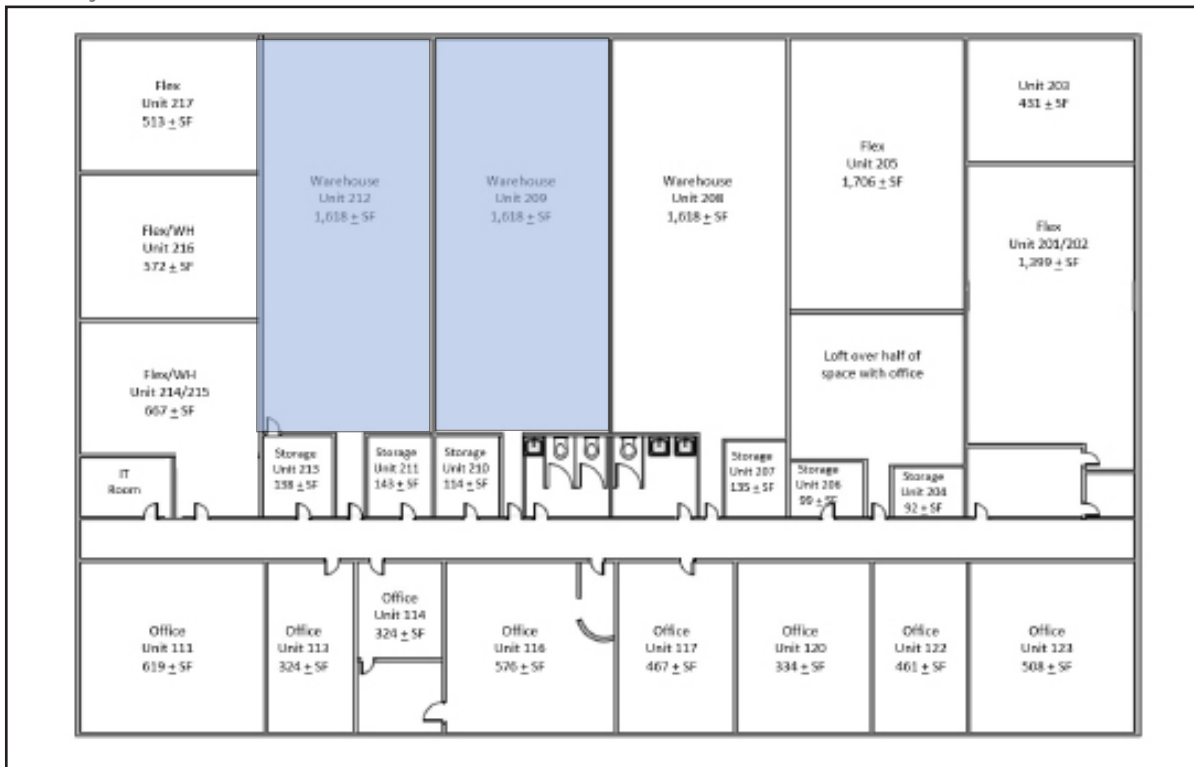 Flex
Unit 217
513 ± SF
Warehouse
Unit 212
1,618 ± SF
Warehouse
Unit 209
1,618 ± SF
Warehouse
Unit 208
1,618 ± SF
Flex
Unit 205
1,706 ± SF
Unit 203
431 ± SF
Flex/WH
Unit 216
572 ± SF
Flex
Unit 201/202
1,399 ± SF
Flex/WH
Unit 214/215
667 ± SF
Loft over half of
space with office
IT
Room
Storage
Unit 213
138 ± SF
Storage
Unit 211
143 ± SF
Storage
Unit 210
114 ± SF
Storage
Unit 207
135 ± SF
Storage
Unit 206
99 ± SF
Storage
Unit 204
92 ± SF
Office
Unit 111
619 ± SF
Office
Unit 113
324 ± SF
Office
Unit 114
324 ± SF
Office
Unit 116
576 ± SF
Office
Unit 117
467 ± SF
Office
Unit 120
334 ± SF
Office
Unit 122
461 ± SF
Office
Unit 123
508 ± SF